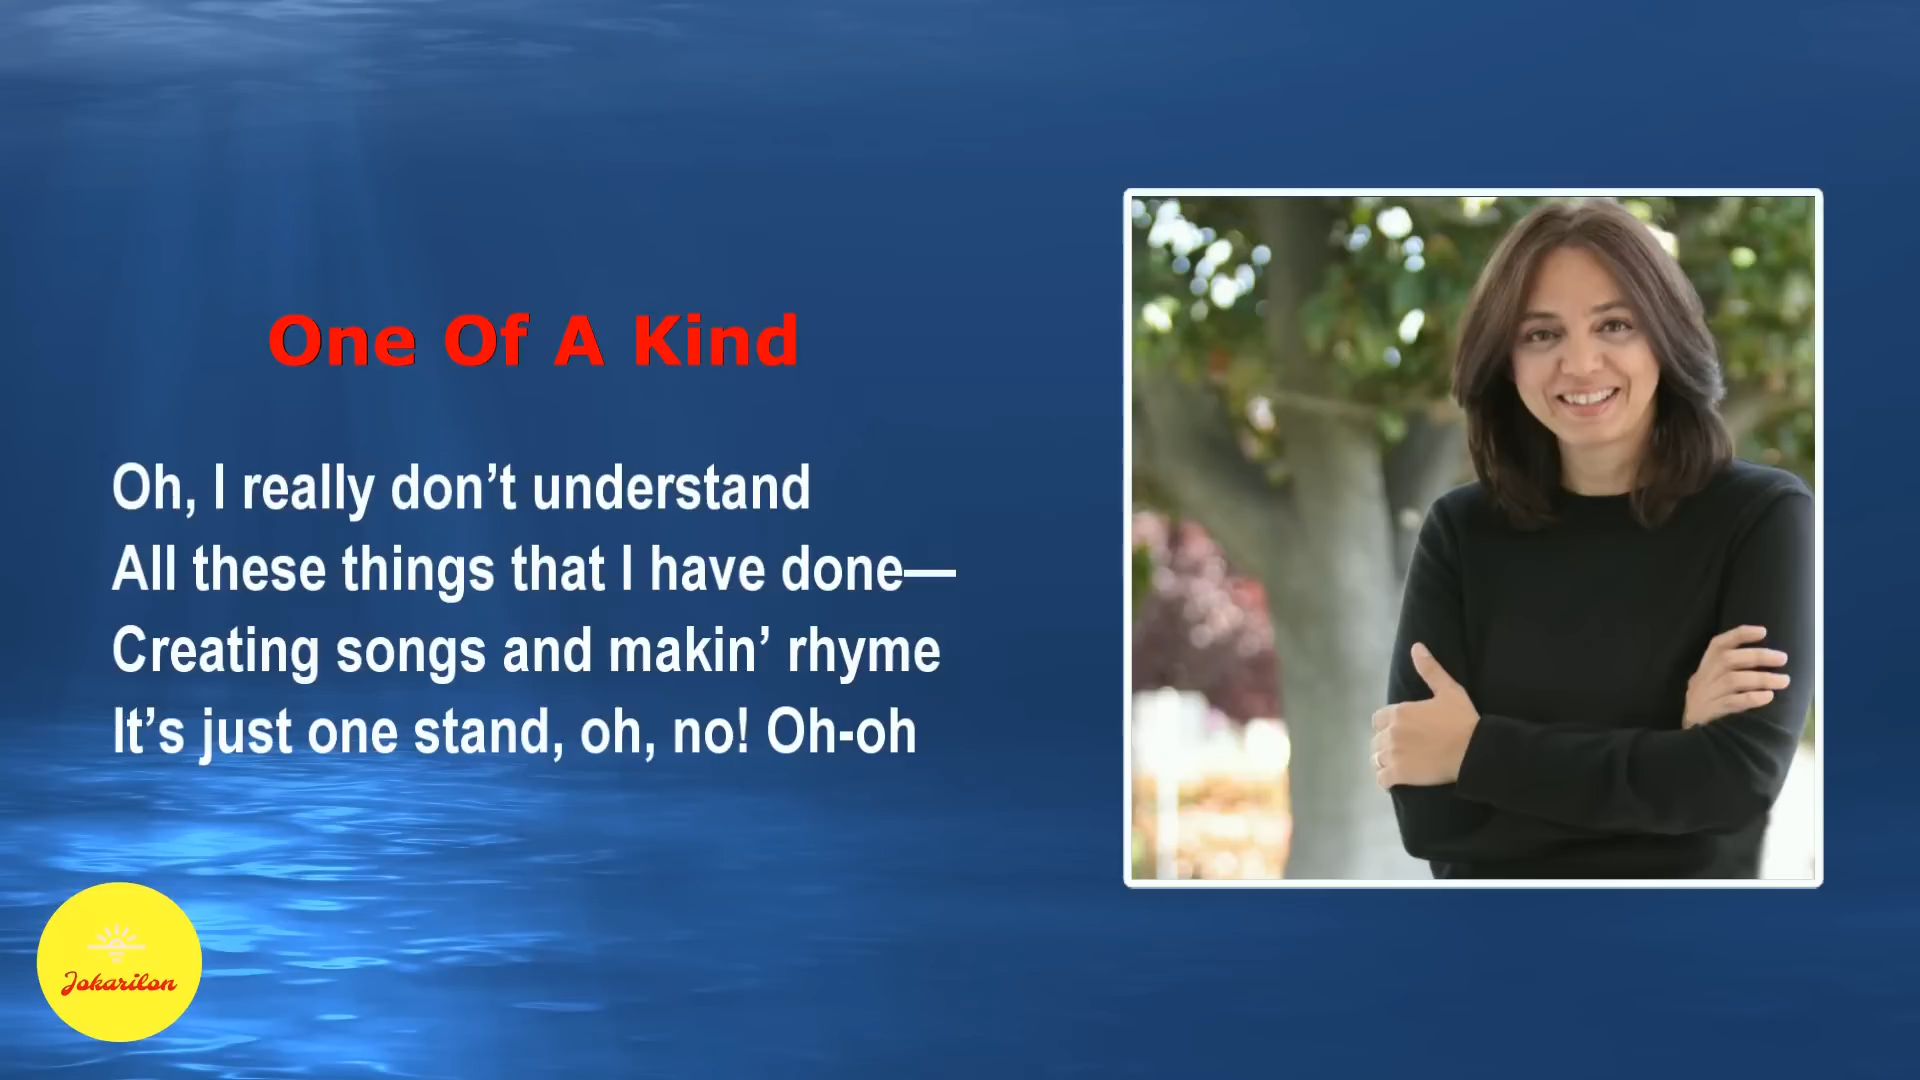 One Of A Kind
Oh, I really don’t understand
All these things that I have done—
Creating songs and makin’ rhyme
It’s just one stand, oh, no! Oh-oh
Jokarilon